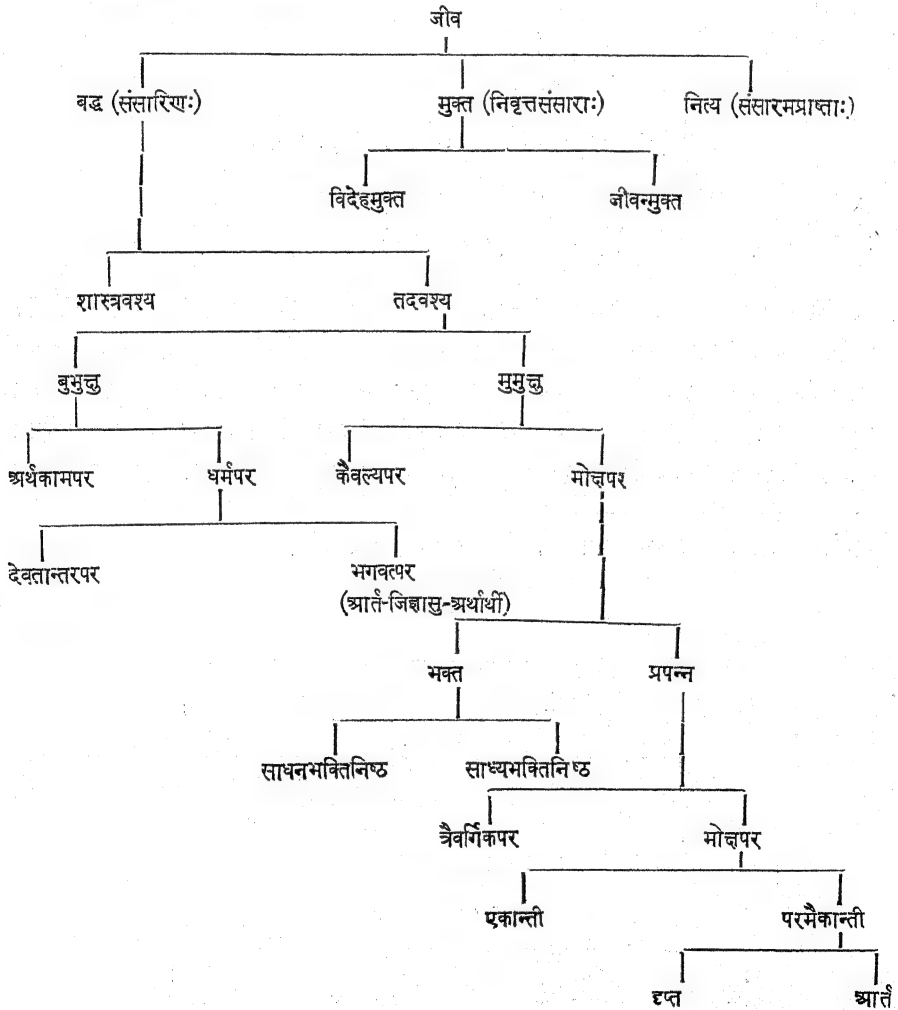 जीव
बद्ध (संसारिणः) मुक्त (निवृत्तसंसाराः) नित्य (संसारमप्राप्ताः)
विदेहमुक्त जीवन्मुक्त
शास्त्रवश्य तदवश्य
बुभुक्षु मुमुक्षु
अर्थकामपर धर्मपर कैवल्यपर मोक्षपर
देवतान्तरपर भगवत्पर
(आर्त-जिज्ञासु-अर्थार्थी)
भक्त प्रपन्न
साधनभक्तिनिष्ठ साध्यभक्तिनिष्ठ
त्रैवर्गिकपर मोक्षपर
एकान्ती परमैकान्ती
दृप्त आर्त